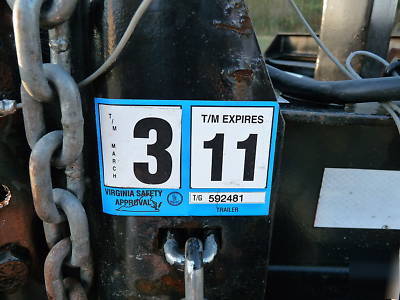 T/M MARCH
3
T/M EXPIRES
11
VIRGINIA SAFETY
APPROVAL
T/G 592481
TRAILER